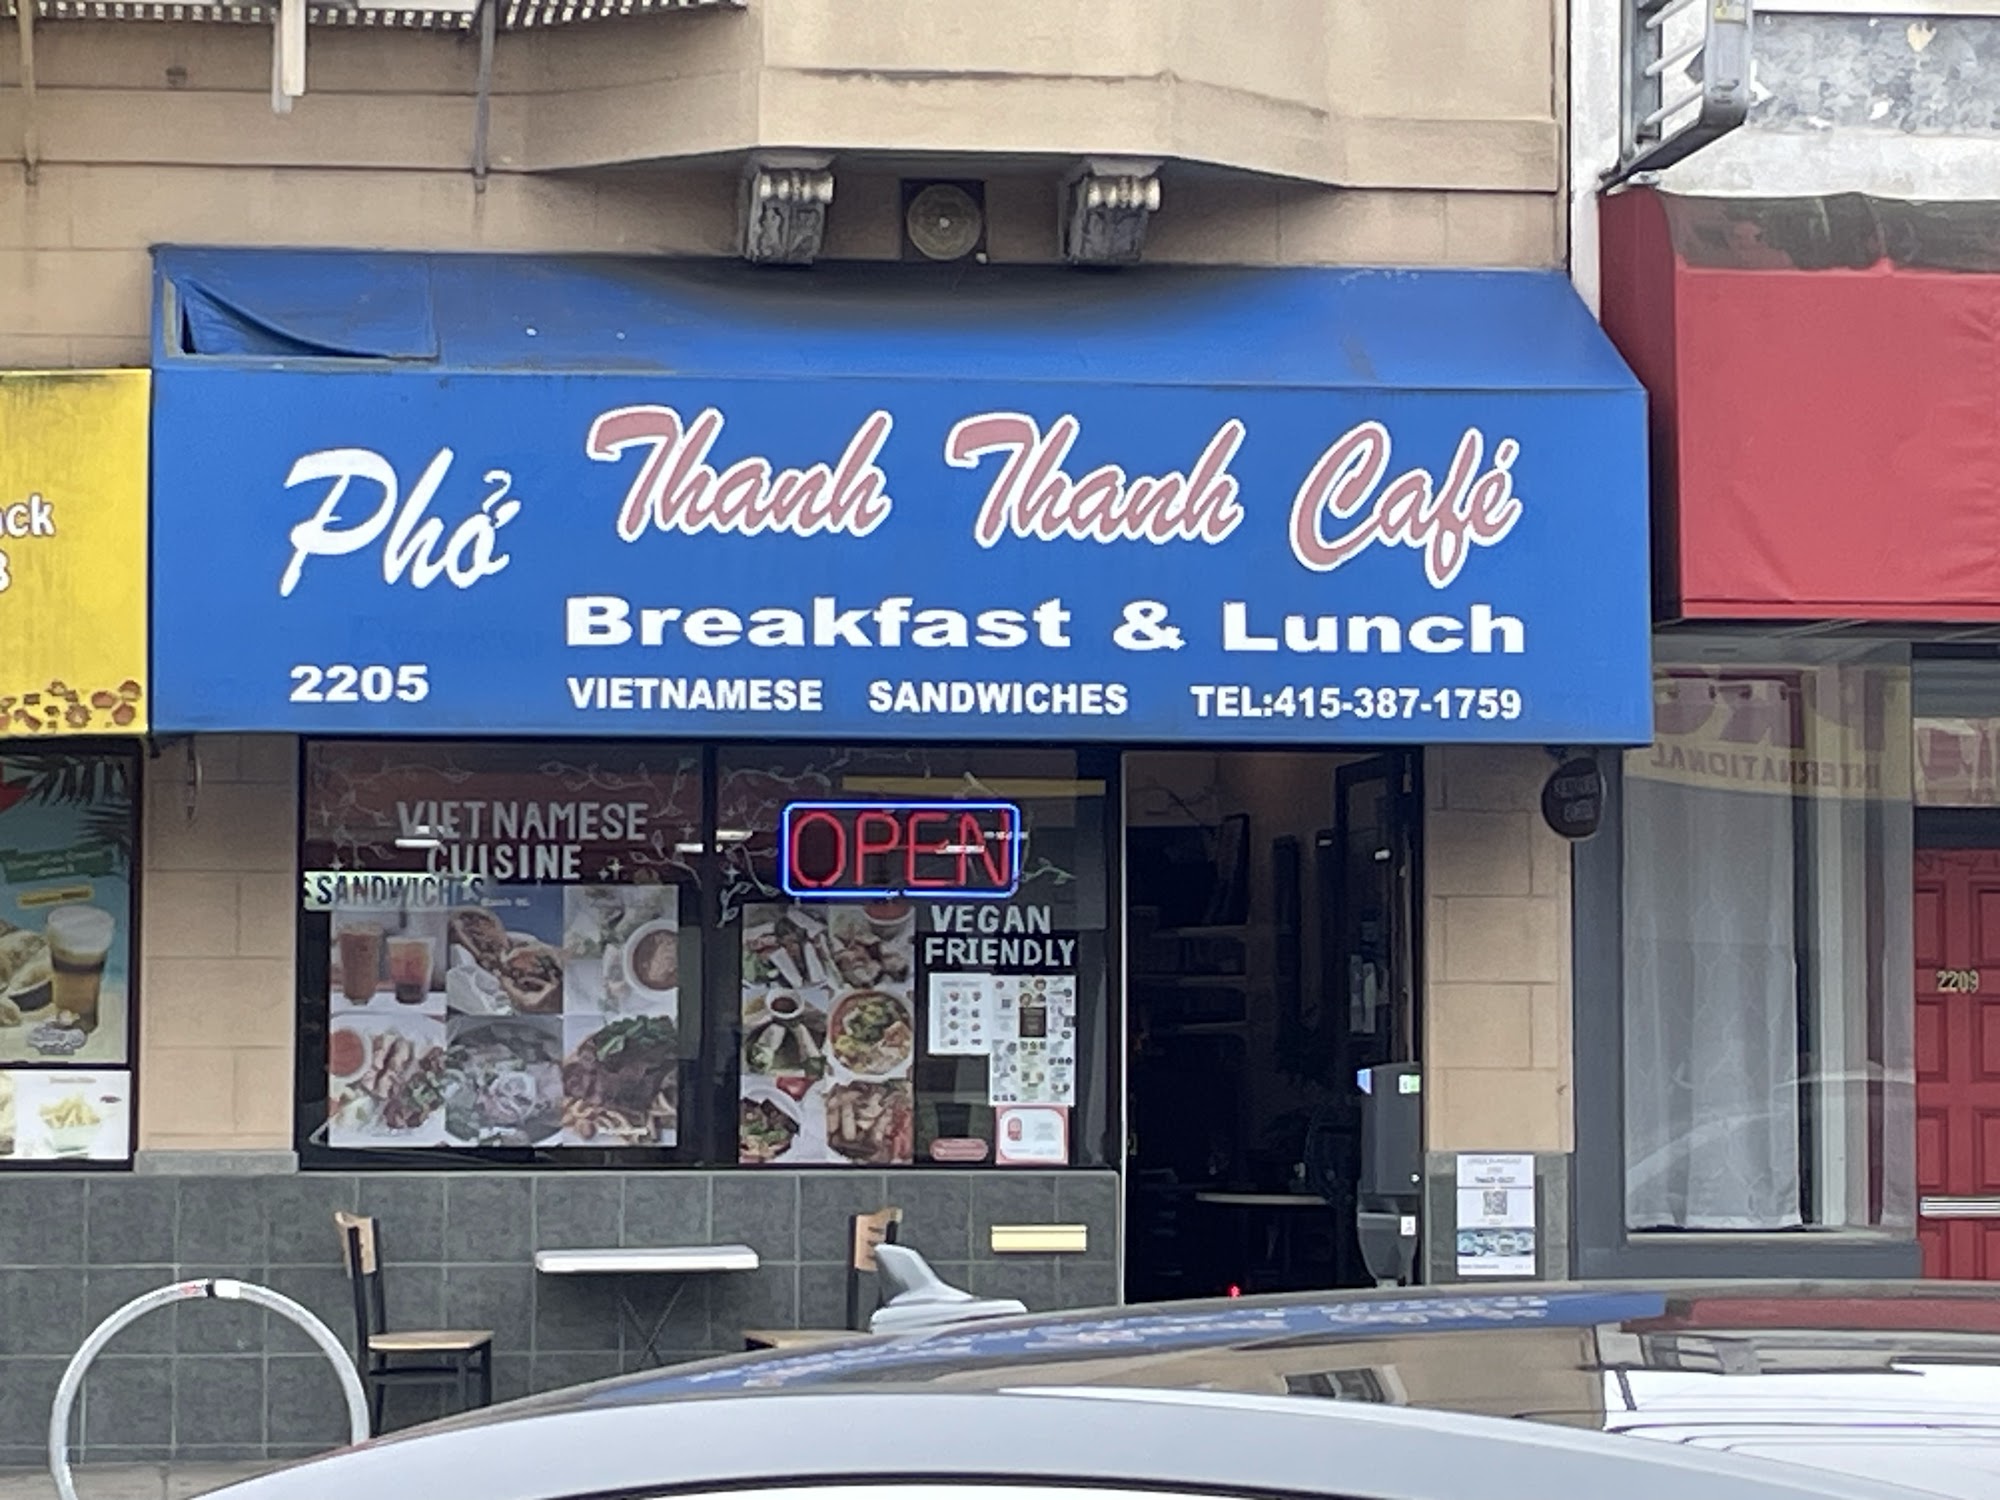 Phở Thanh Thanh Café
Breakfast & Lunch
2205 VIETNAMESE SANDWICHES TEL:415-387-1759
VIETNAMESE
CUISINE
SANDWICHES
OPEN
VEGAN
FRIENDLY
INTERNATIONAL
2209